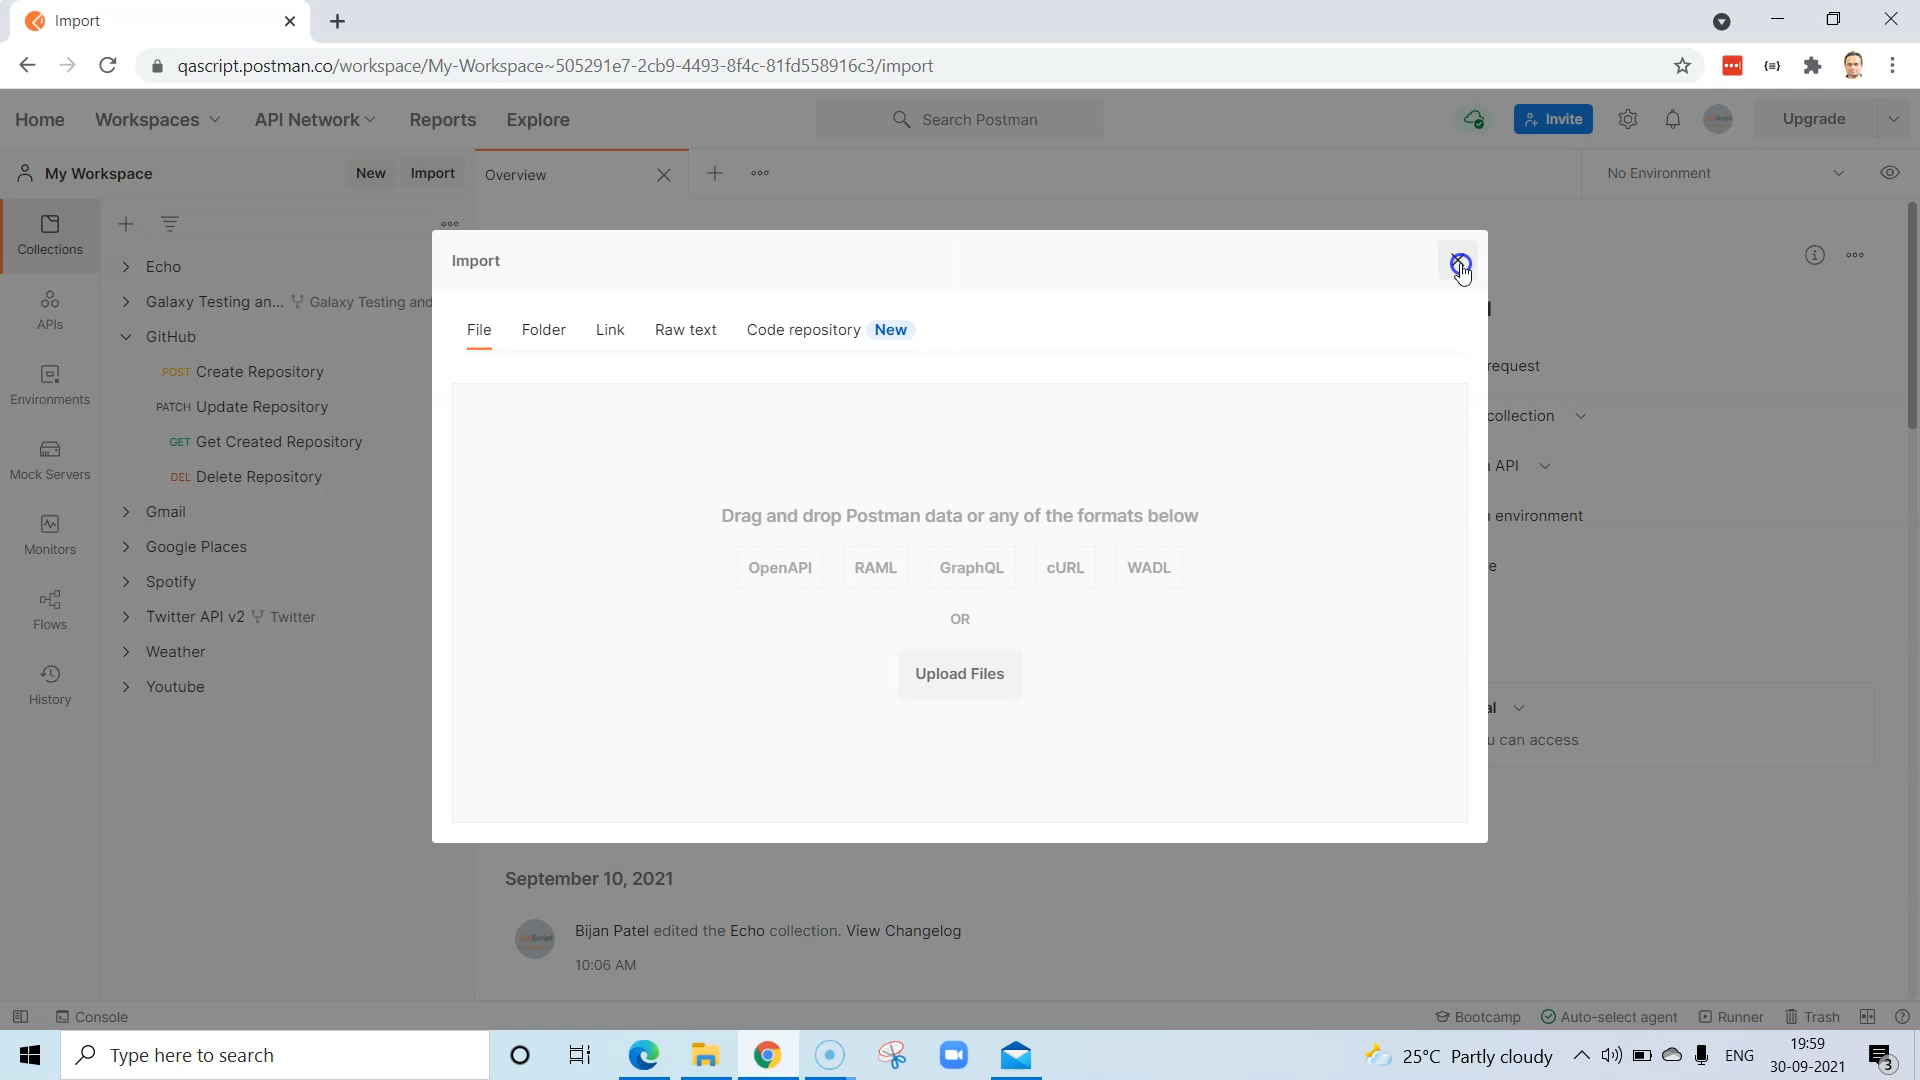 Import
qascript.postman.co/workspace/My-Workspace~505291e7-2cb9-4493-8f4c-81fd558916c3/import
Home Workspaces API Network Reports Explore Search Postman Invite Upgrade
My Workspace New Import Overview No Environment
Collections
APIs
Environments
Mock Servers
Monitors
Flows
History
Echo
Galaxy Testing an... Galaxy Testing and
GitHub
POST Create Repository
PATCH Update Repository
GET Get Created Repository
DEL Delete Repository
Gmail
Google Places
Spotify
Twitter API v2 Twitter
Weather
Youtube
Import
File Folder Link Raw text Code repository New
Drag and drop Postman data or any of the formats below
OpenAPI RAML GraphQL cURL WADL
OR
Upload Files
request
collection
API
environment
u can access
September 10, 2021
Bijan Patel edited the Echo collection. View Changelog
10:06 AM
Console Bootcamp Auto-select agent Runner Trash
Type here to search 25°C Partly cloudy ENG 19:59
30-09-2021 3